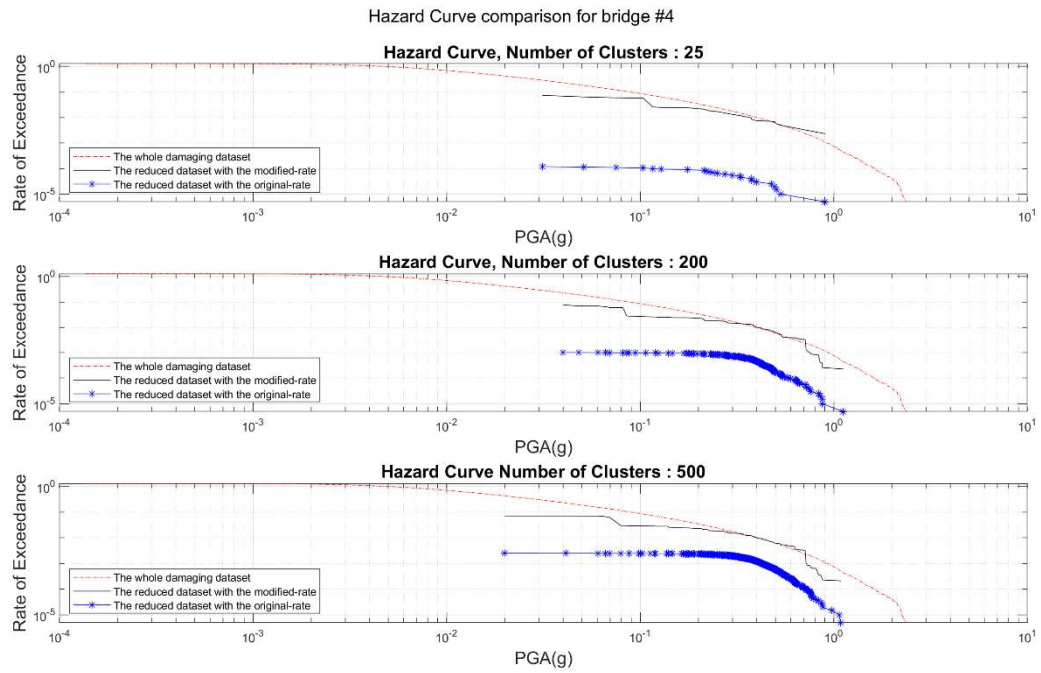 Hazard Curve comparison for bridge #4
Hazard Curve, Number of Clusters : 25
Rate of Exceedance
10^0
10^-5
The whole damaging dataset
The reduced dataset with the modified-rate
The reduced dataset with the original-rate
10^-4 10^-3 10^-2 10^-1 10^0 10^1
PGA(g)
Hazard Curve, Number of Clusters : 200
Rate of Exceedance
10^0
10^-5
The whole damaging dataset
The reduced dataset with the modified-rate
The reduced dataset with the original-rate
10^-4 10^-3 10^-2 10^-1 10^0 10^1
PGA(g)
Hazard Curve Number of Clusters : 500
Rate of Exceedance
10^0
10^-5
The whole damaging dataset
The reduced dataset with the modified-rate
The reduced dataset with the original-rate
10^-4 10^-3 10^-2 10^-1 10^0 10^1
PGA(g)